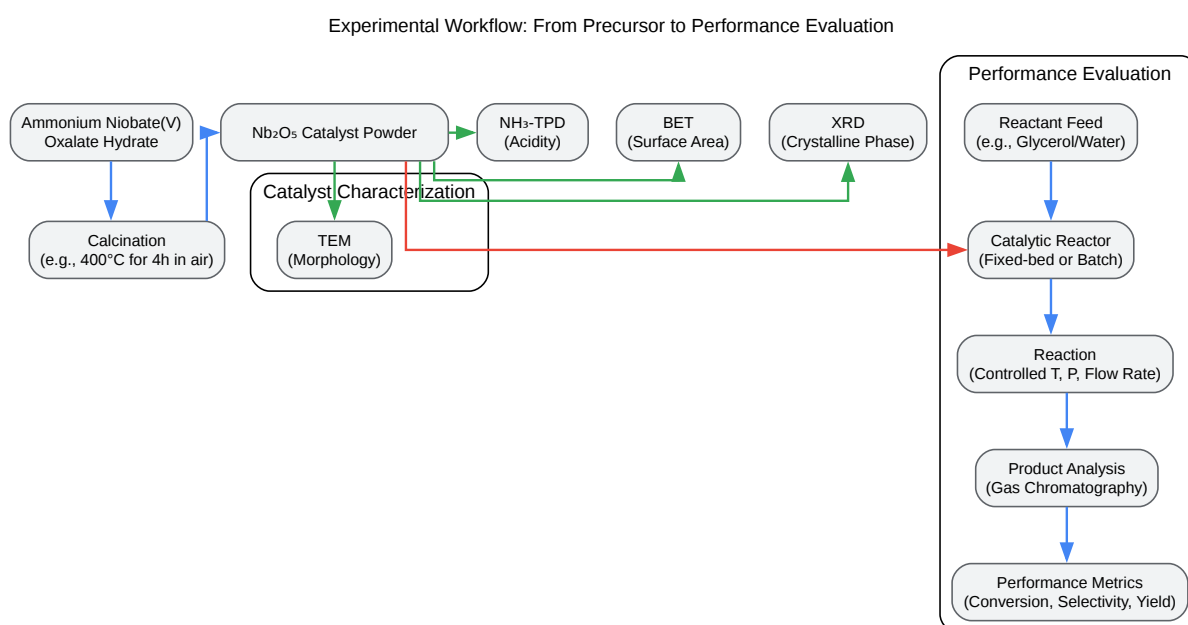 Experimental Workflow: From Precursor to Performance Evaluation
Performance Evaluation
Ammonium Niobate(V)
Oxalate Hydrate
Nb₂O₅ Catalyst Powder
NH₃-TPD
(Acidity)
BET
(Surface Area)
XRD
(Crystalline Phase)
Reactant Feed
(e.g., Glycerol/Water)
Catalyst Characterization
Calcination
(e.g., 400°C for 4h in air)
TEM
(Morphology)
Catalytic Reactor
(Fixed-bed or Batch)
Reaction
(Controlled T, P, Flow Rate)
Product Analysis
(Gas Chromatography)
Performance Metrics
(Conversion, Selectivity, Yield)